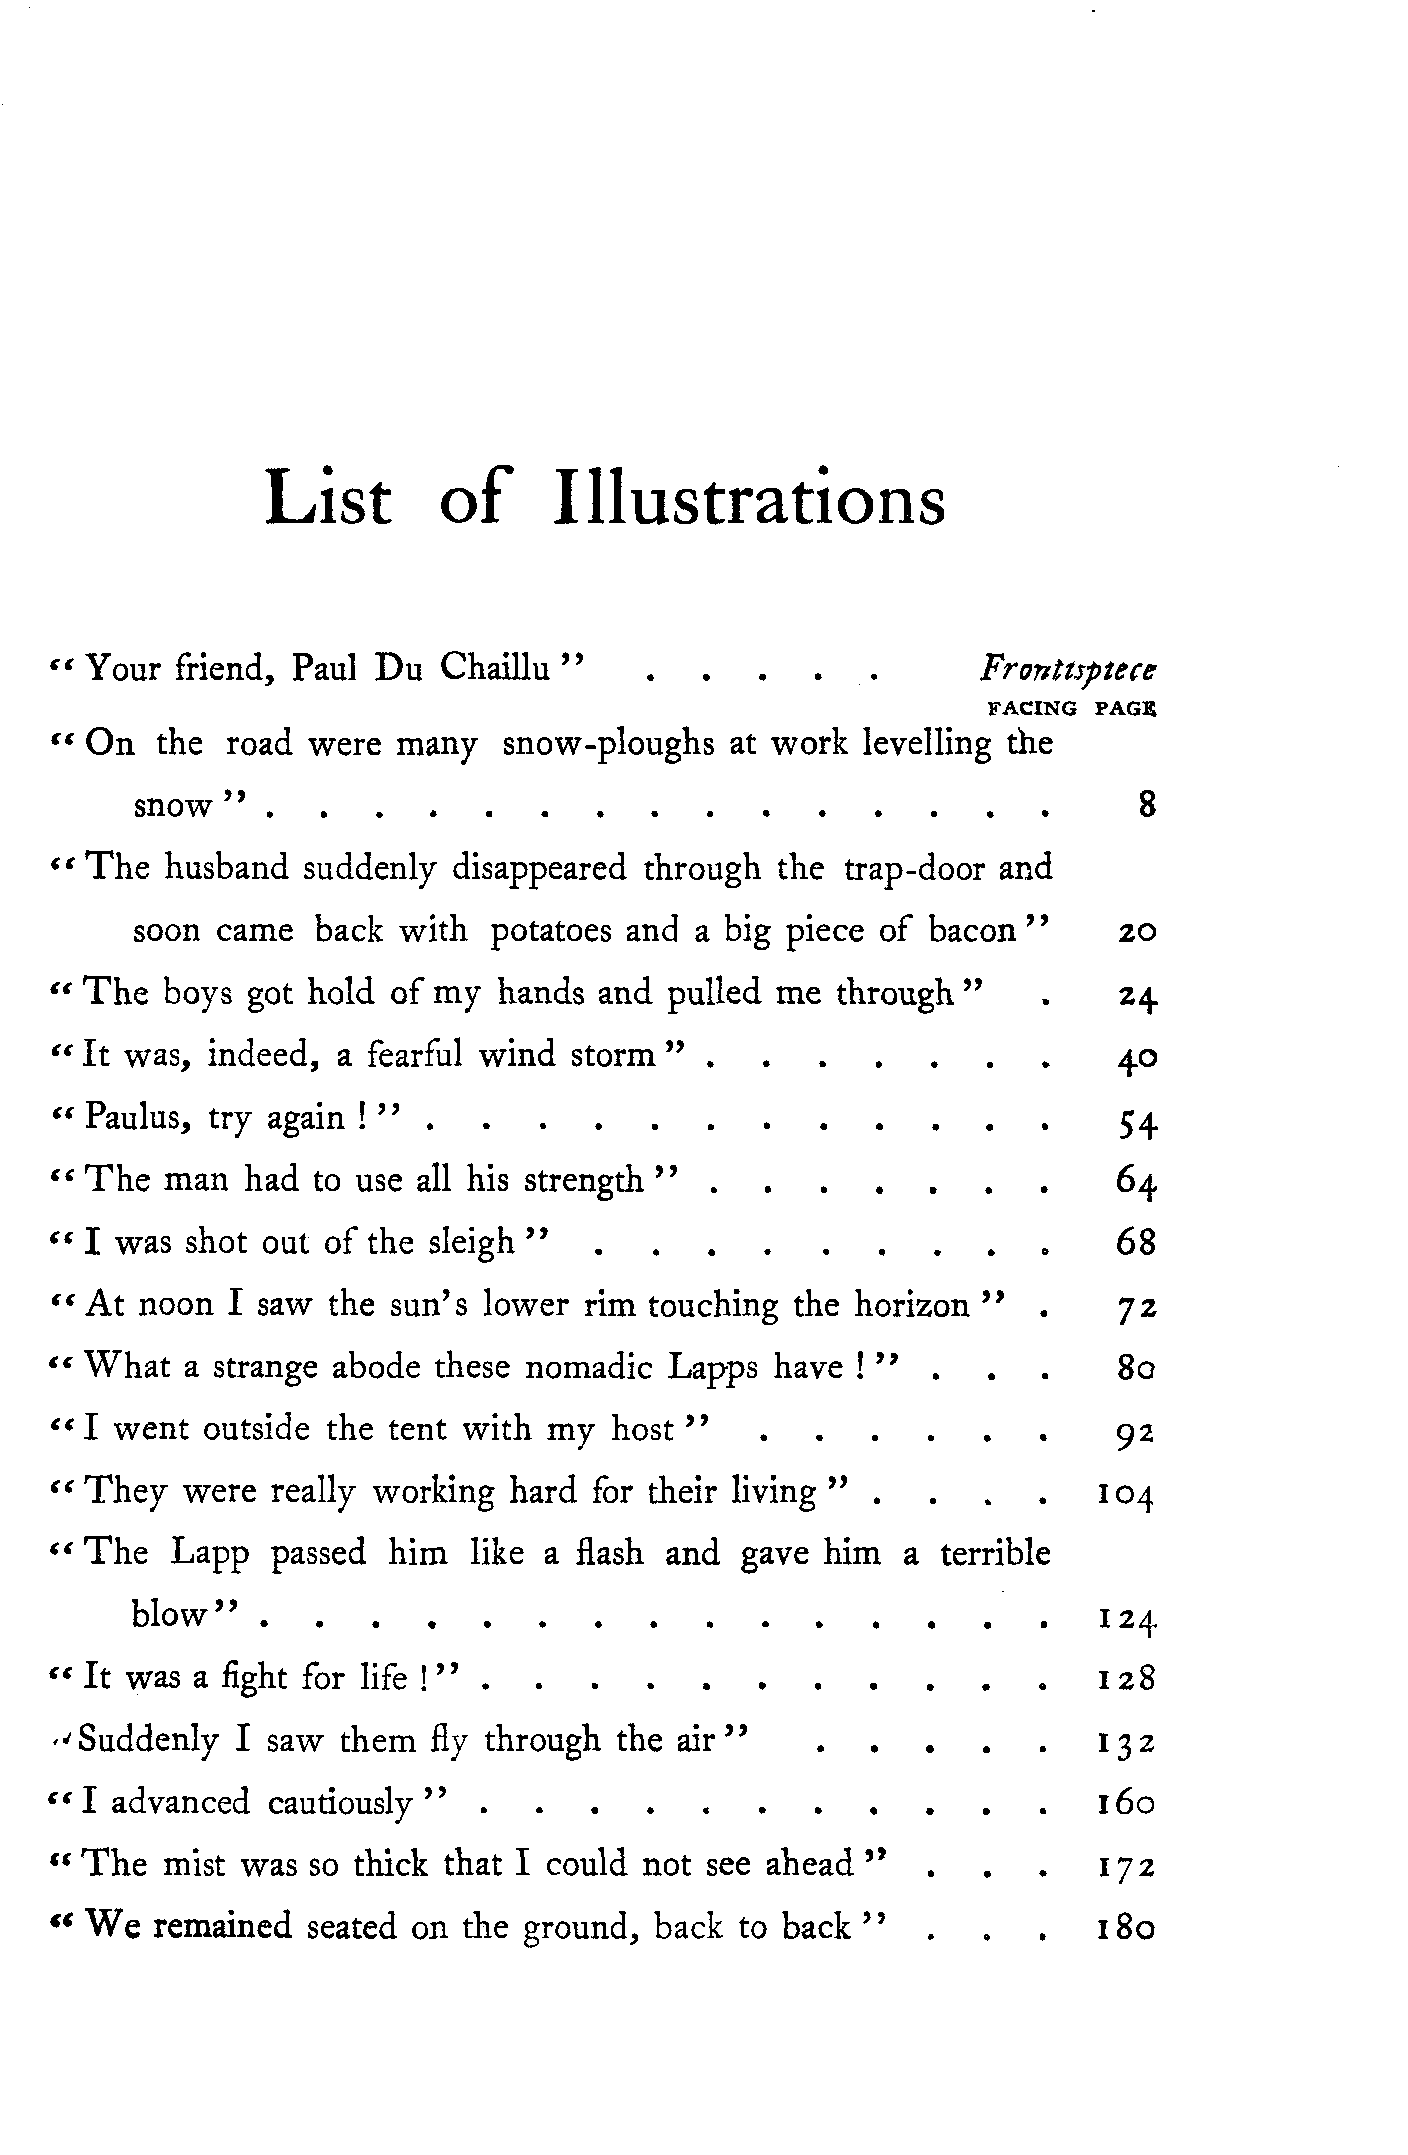 List of Illustrations
“Your friend, Paul Du Chaillu” . . . . . Frontispiece
FACING PAGE
“On the road were many snow-ploughs at work levelling the
snow” . . . . . . . . . . . . . . . 8
“The husband suddenly disappeared through the trap-door and
soon came back with potatoes and a big piece of bacon” 20
“The boys got hold of my hands and pulled me through” . 24
“It was, indeed, a fearful wind storm” . . . . . . . 40
“Paulus, try again!” . . . . . . . . . . . . 54
“The man had to use all his strength” . . . . . . . 64
“I was shot out of the sleigh” . . . . . . . . . 68
“At noon I saw the sun’s lower rim touching the horizon” . 72
“What a strange abode these nomadic Lapps have!” . . . 80
“I went outside the tent with my host” . . . . . . 92
“They were really working hard for their living” . . . . 104
“The Lapp passed him like a flash and gave him a terrible
blow” . . . . . . . . . . . . . . . 124
“It was a fight for life!” . . . . . . . . . . . 128
“Suddenly I saw them fly through the air” . . . . . 132
“I advanced cautiously” . . . . . . . . . . . 160
“The mist was so thick that I could not see ahead” . . . 172
“We remained seated on the ground, back to back” . . . 180